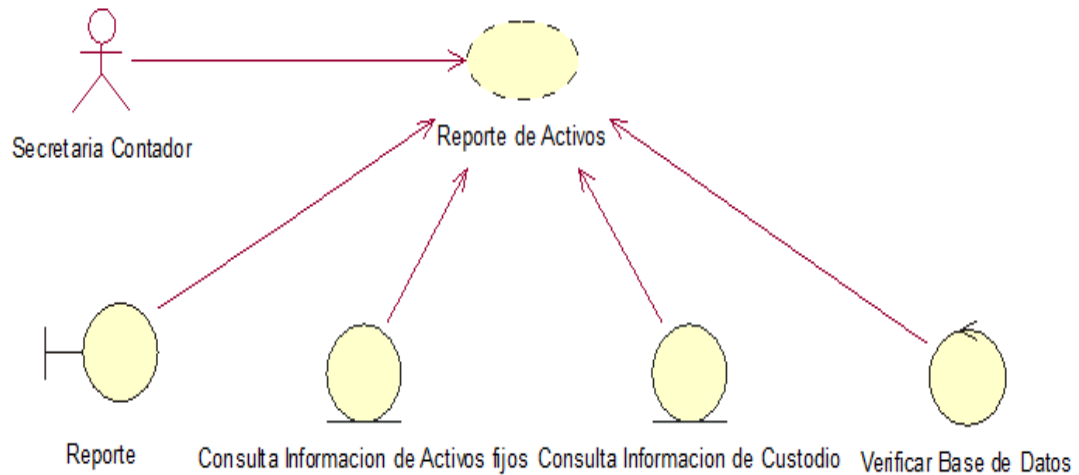 Secretaria Contador
Reporte de Activos
Reporte
Consulta Informacion de Activos fijos
Consulta Informacion de Custodio
Verificar Base de Datos